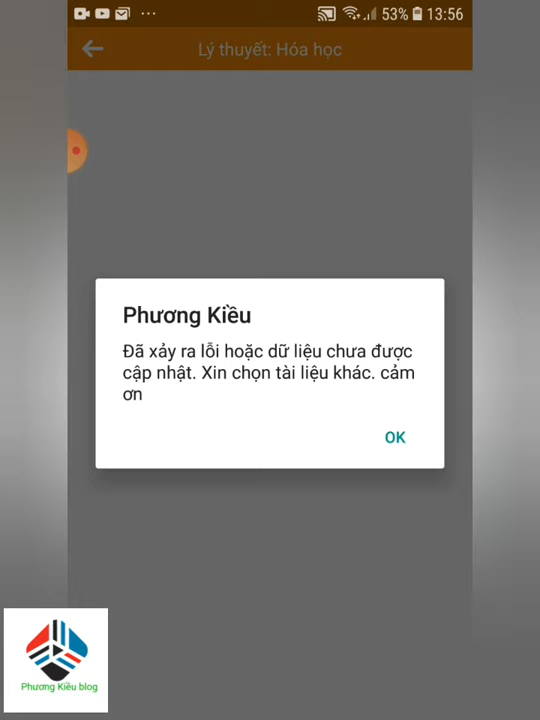 53% 13:56
Lý thuyết: Hóa học
Phương Kiều
Đã xảy ra lỗi hoặc dữ liệu chưa được
cập nhật. Xin chọn tài liệu khác. cảm
ơn
OK
Phương Kiều blog